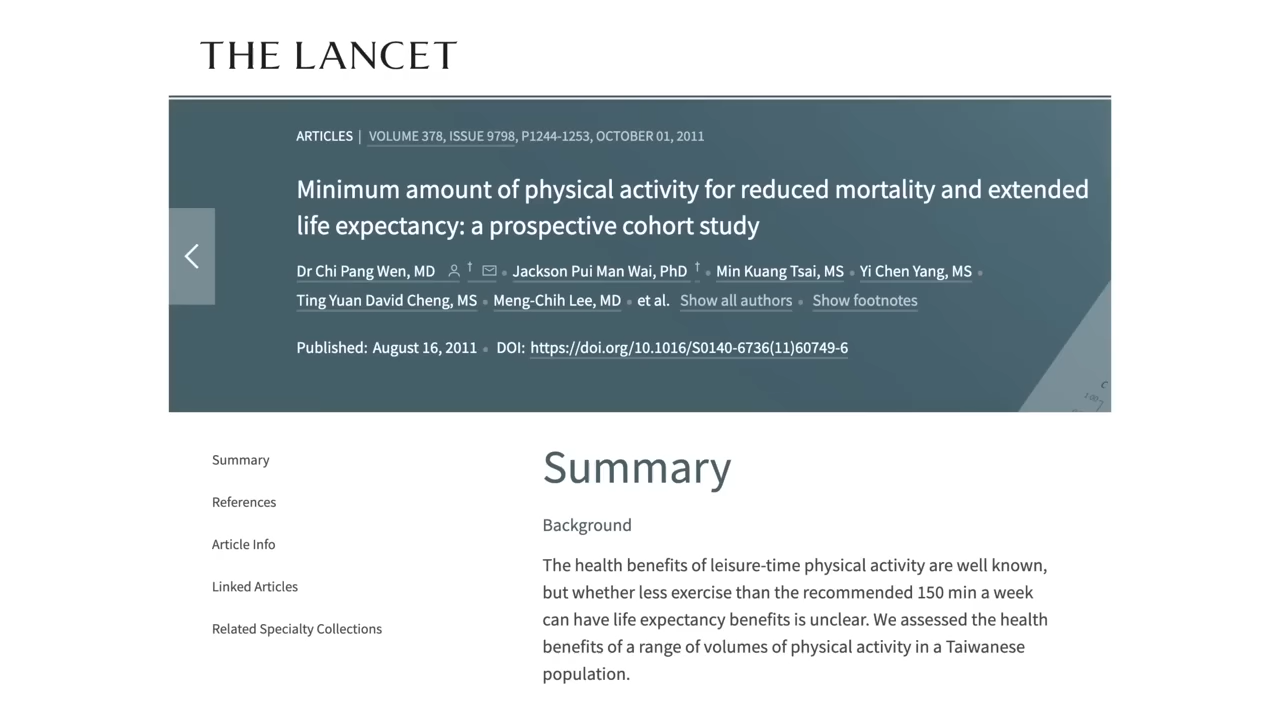 THE LANCET
ARTICLES | VOLUME 378, ISSUE 9798, P1244-1253, OCTOBER 01, 2011
Minimum amount of physical activity for reduced mortality and extended
life expectancy: a prospective cohort study
Dr Chi Pang Wen, MD † • Jackson Pui Man Wai, PhD † • Min Kuang Tsai, MS • Yi Chen Yang, MS •
Ting Yuan David Cheng, MS • Meng-Chih Lee, MD • et al. Show all authors • Show footnotes
Published: August 16, 2011 • DOI: https://doi.org/10.1016/S0140-6736(11)60749-6
Summary
References
Article Info
Linked Articles
Related Specialty Collections
Summary
Background
The health benefits of leisure-time physical activity are well known,
but whether less exercise than the recommended 150 min a week
can have life expectancy benefits is unclear. We assessed the health
benefits of a range of volumes of physical activity in a Taiwanese
population.